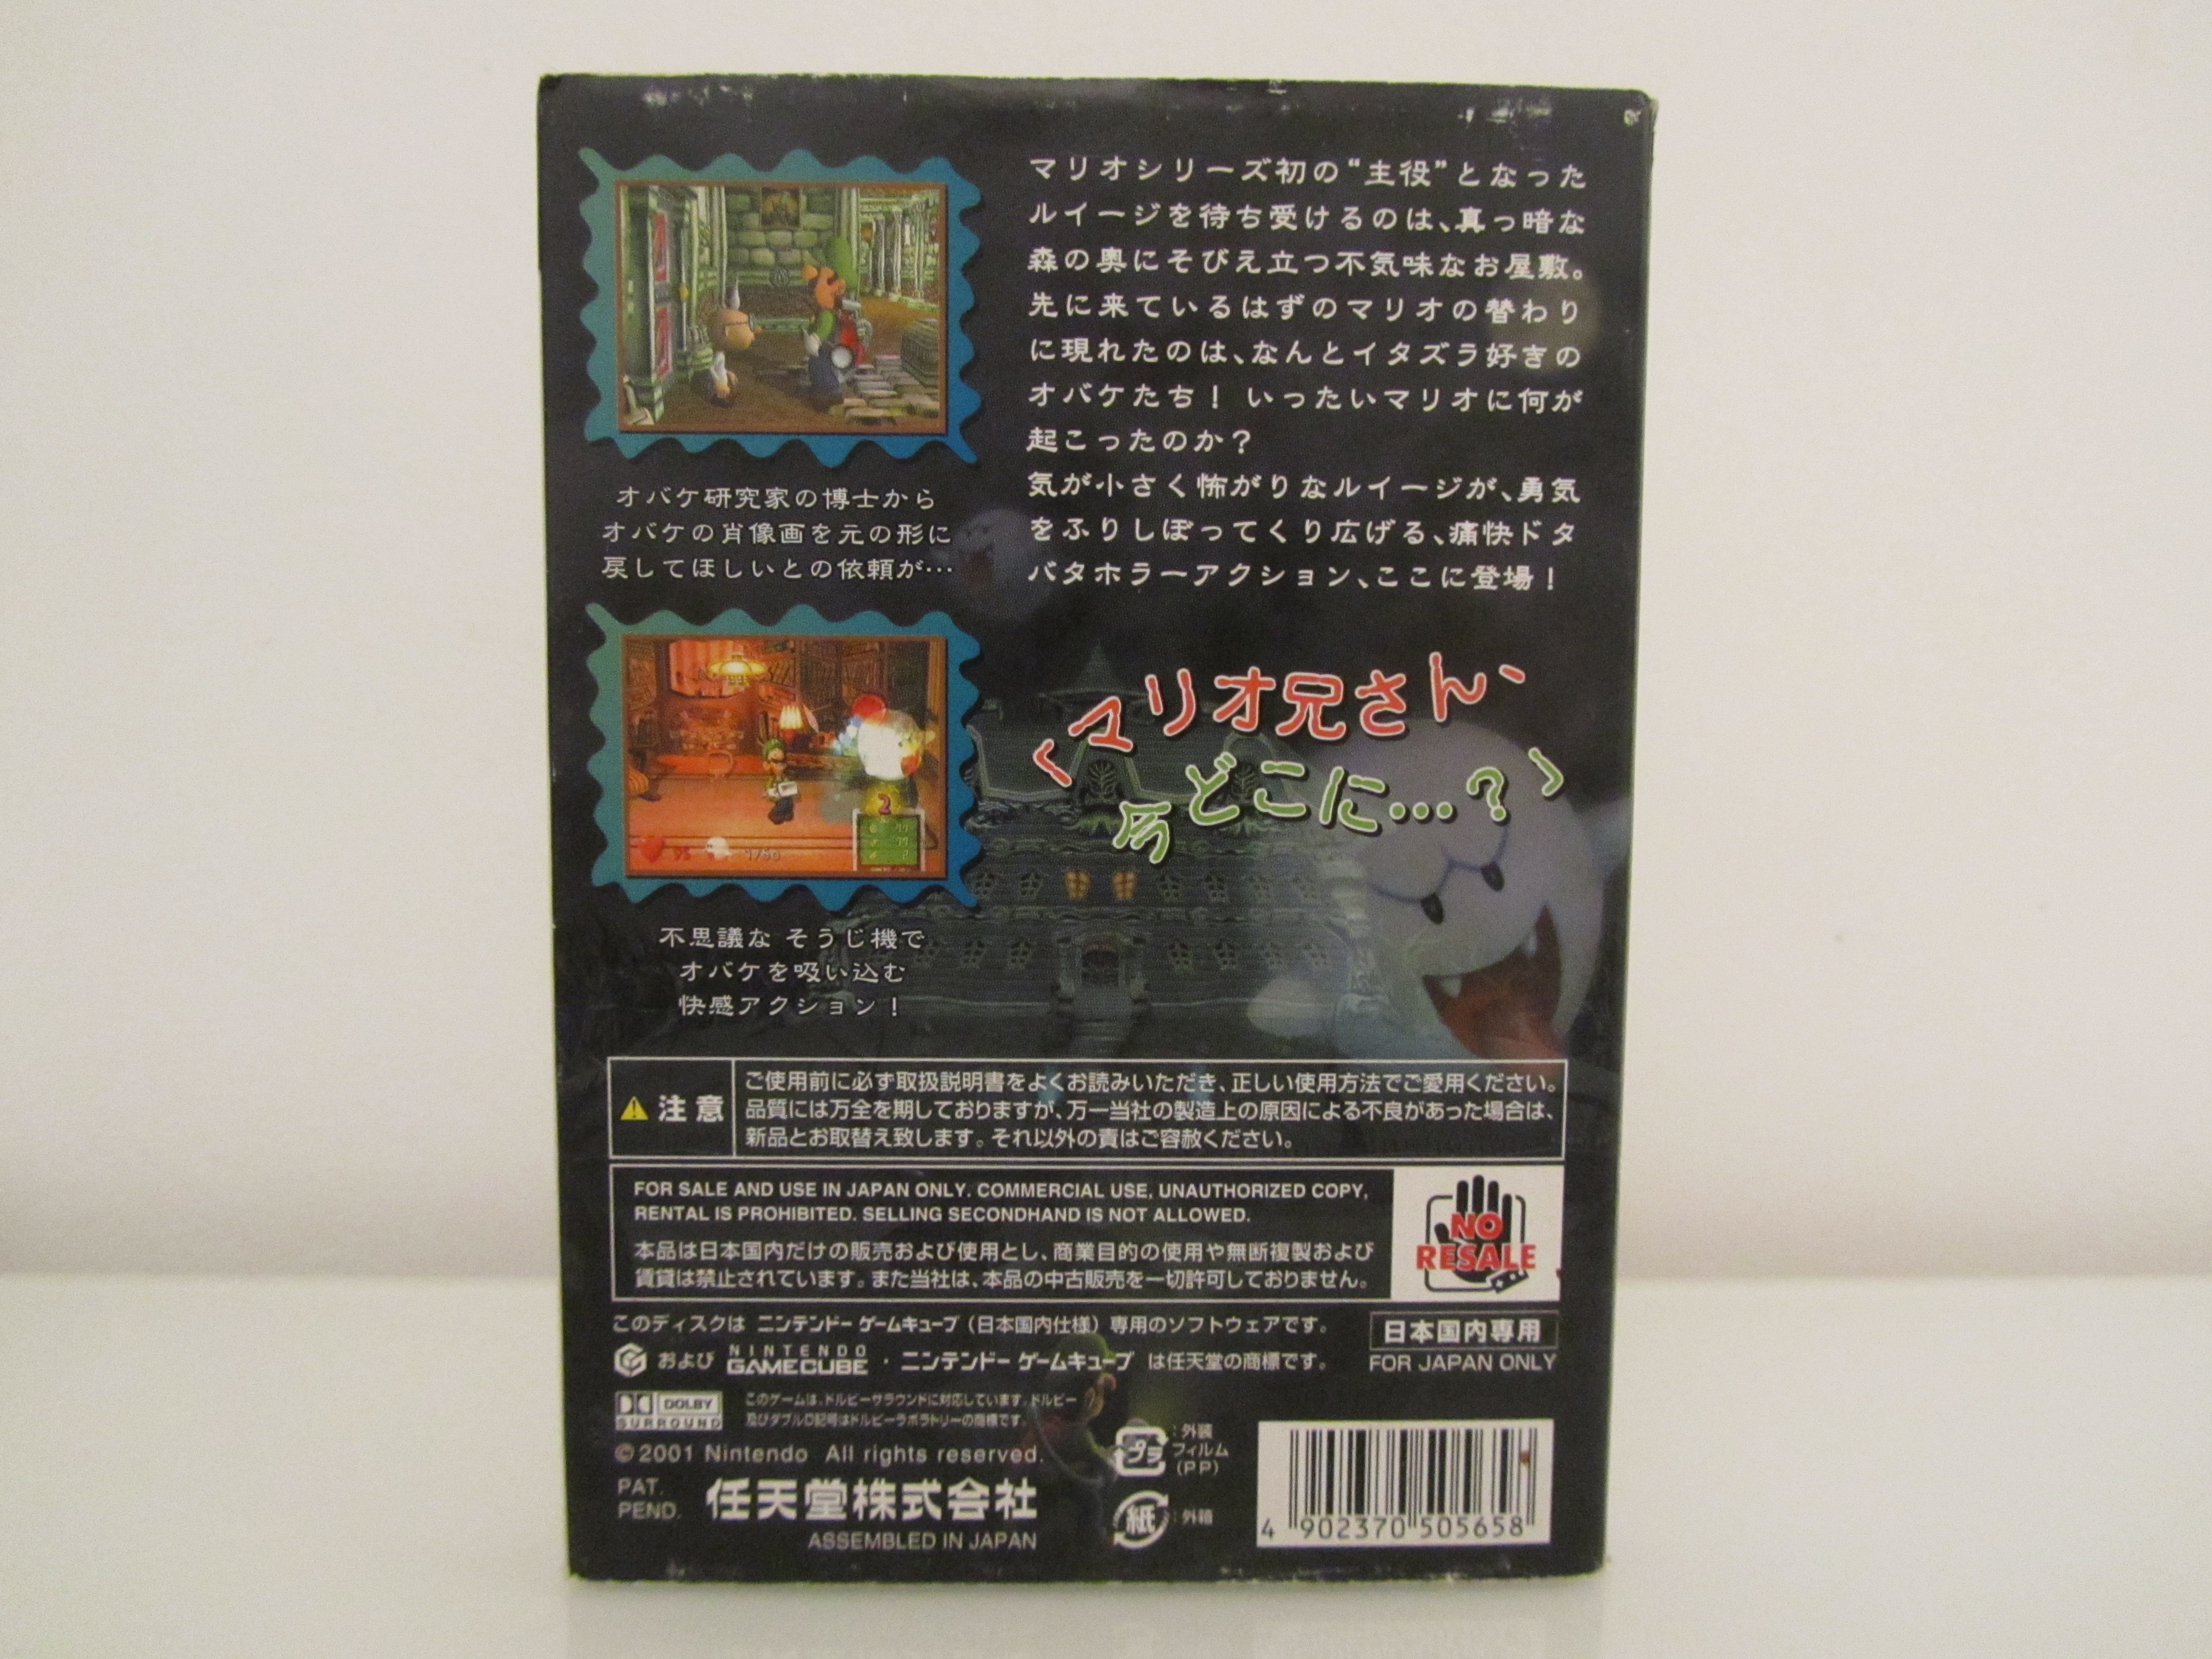 マリオシリーズ初の“主役”となった
ルイージを待ち受けるのは、真っ暗な
森の奥にそびえ立つ不気味なお屋敷。
先に来ているはずのマリオの替わり
に現れたのは、なんとイタズラ好きの
オバケたち！ いったいマリオに何が
起こったのか？
気が小さく怖がりなルイージが、勇気
をふりしぼってくり広げる、痛快ドタ
バタホラーアクション、ここに登場！
オバケ研究家の博士から
オバケの肖像画を元の形に
戻してほしいとの依頼が…
「マリオ兄さん、
今どこに…？」
2
95
不思議な そうじ機で
オバケを吸い込む
快感アクション！
注意
ご使用前に必ず取扱説明書をよくお読みいただき、正しい使用方法でご愛用ください。
品質には万全を期しておりますが、万一当社の製造上の原因による不良があった場合は、
新品とお取替え致します。それ以外の責はご容赦ください。
FOR SALE AND USE IN JAPAN ONLY. COMMERCIAL USE, UNAUTHORIZED COPY,
RENTAL IS PROHIBITED. SELLING SECONDHAND IS NOT ALLOWED.
本品は日本国内だけの販売および使用とし、商業目的の使用や無断複製および
賃貸は禁止されています。また当社は、本品の中古販売を一切許可しておりません。
NO
RESALE
このディスクは ニンテンドー ゲームキューブ（日本国内仕様）専用のソフトウェアです。
および NINTENDO GAMECUBE ・ ニンテンドー ゲームキューブ は任天堂の商標です。
日本国内専用
FOR JAPAN ONLY
DOLBY
SURROUND
このゲームは、ドルビーサラウンドに対応しています。ドルビー
及びダブルD記号はドルビーラボラトリーの商標です。
©2001 Nintendo All rights reserved.
PAT.
PEND.
任天堂株式会社
ASSEMBLED IN JAPAN
プラ
：外装
フィルム
(PP)
紙
：外箱
4 902370 505658